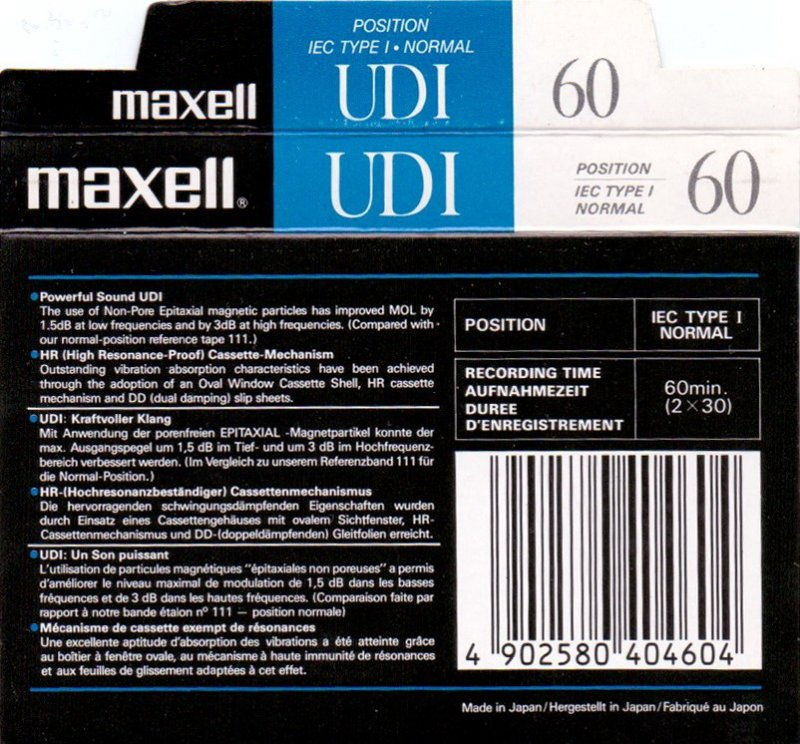 POSITION
IEC TYPE I • NORMAL
maxell UDI 60
maxell® UDI POSITION IEC TYPE I NORMAL 60
• Powerful Sound UDI
The use of Non-Pore Epitaxial magnetic particles has improved MOL by
1.5dB at low frequencies and by 3dB at high frequencies. (Compared with
our normal-position reference tape 111.)
• HR (High Resonance-Proof) Cassette-Mechanism
Outstanding vibration absorption characteristics have been achieved
through the adoption of an Oval Window Cassette Shell, HR cassette
mechanism and DD (dual damping) slip sheets.
• UDI: Kraftvoller Klang
Mit Anwendung der porenfreien EPITAXIAL -Magnetpartikel konnte der
max. Ausgangspegel um 1,5 dB im Tief- und um 3 dB im Hochfrequenz-
bereich verbessert werden. (Im Vergleich zu unserem Referenzband 111 für
die Normal-Position.)
• HR-(Hochresonanzbeständiger) Cassettenmechanismus
Die hervorragenden schwingungsdämpfenden Eigenschaften wurden
durch Einsatz eines Cassettengehäuses mit ovalem Sichtfenster, HR-
Cassettenmechanismus und DD-(doppeldämpfenden) Gleitfolien erreicht.
• UDI: Un Son puissant
L'utilisation de particules magnétiques "épitaxiales non poreuses" a permis
d'améliorer le niveau maximal de modulation de 1,5 dB dans les basses
fréquences et de 3 dB dans les hautes fréquences. (Comparaison faite par
rapport à notre bande étalon n° 111 — position normale)
• Mécanisme de cassette exempt de résonances
Une excellente aptitude d'absorption des vibrations a été atteinte grâce
au boîtier à fenêtre ovale, au mécanisme à haute immunité de résonances
et aux feuilles de glissement adaptées à cet effet.
POSITION
IEC TYPE I
NORMAL
RECORDING TIME
AUFNAHMEZEIT
DUREE
D'ENREGISTREMENT
60min.
(2×30)
4 902580 404604
Made in Japan/Hergestellt in Japan/Fabriqué au Japon